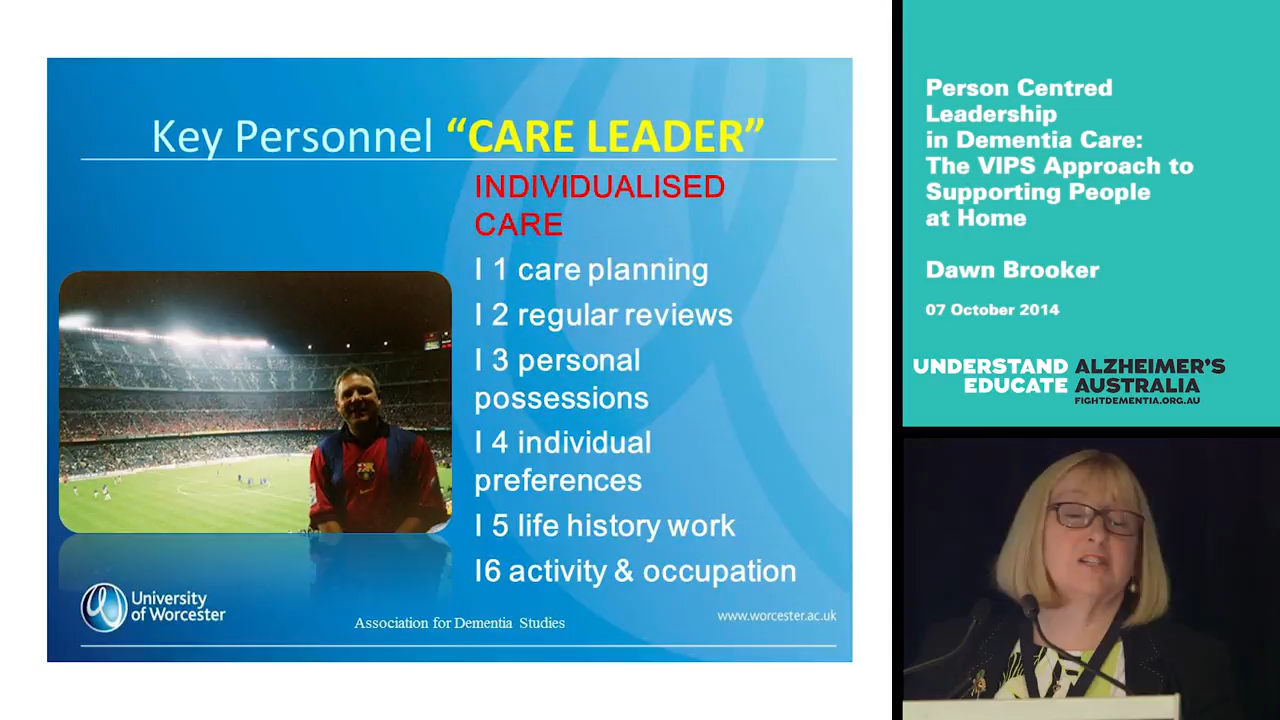 Key Personnel “CARE LEADER”
INDIVIDUALISED
CARE
I 1 care planning
I 2 regular reviews
I 3 personal
possessions
I 4 individual
preferences
I 5 life history work
I6 activity & occupation
University
of Worcester
Association for Dementia Studies
www.worcester.ac.uk
Person Centred
Leadership
in Dementia Care:
The VIPS Approach to
Supporting People
at Home
Dawn Brooker
07 October 2014
UNDERSTAND ALZHEIMER'S
EDUCATE AUSTRALIA
FIGHTDEMENTIA.ORG.AU